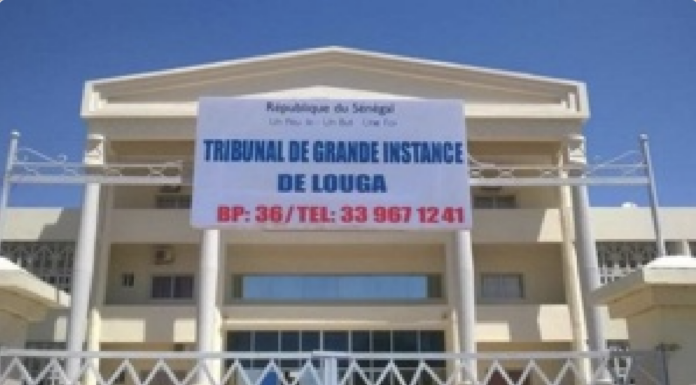 République du Sénégal
Un Peuple - Un But - Une Foi
TRIBUNAL DE GRANDE INSTANCE
DE LOUGA
BP: 36 / TEL: 33 967 12 41